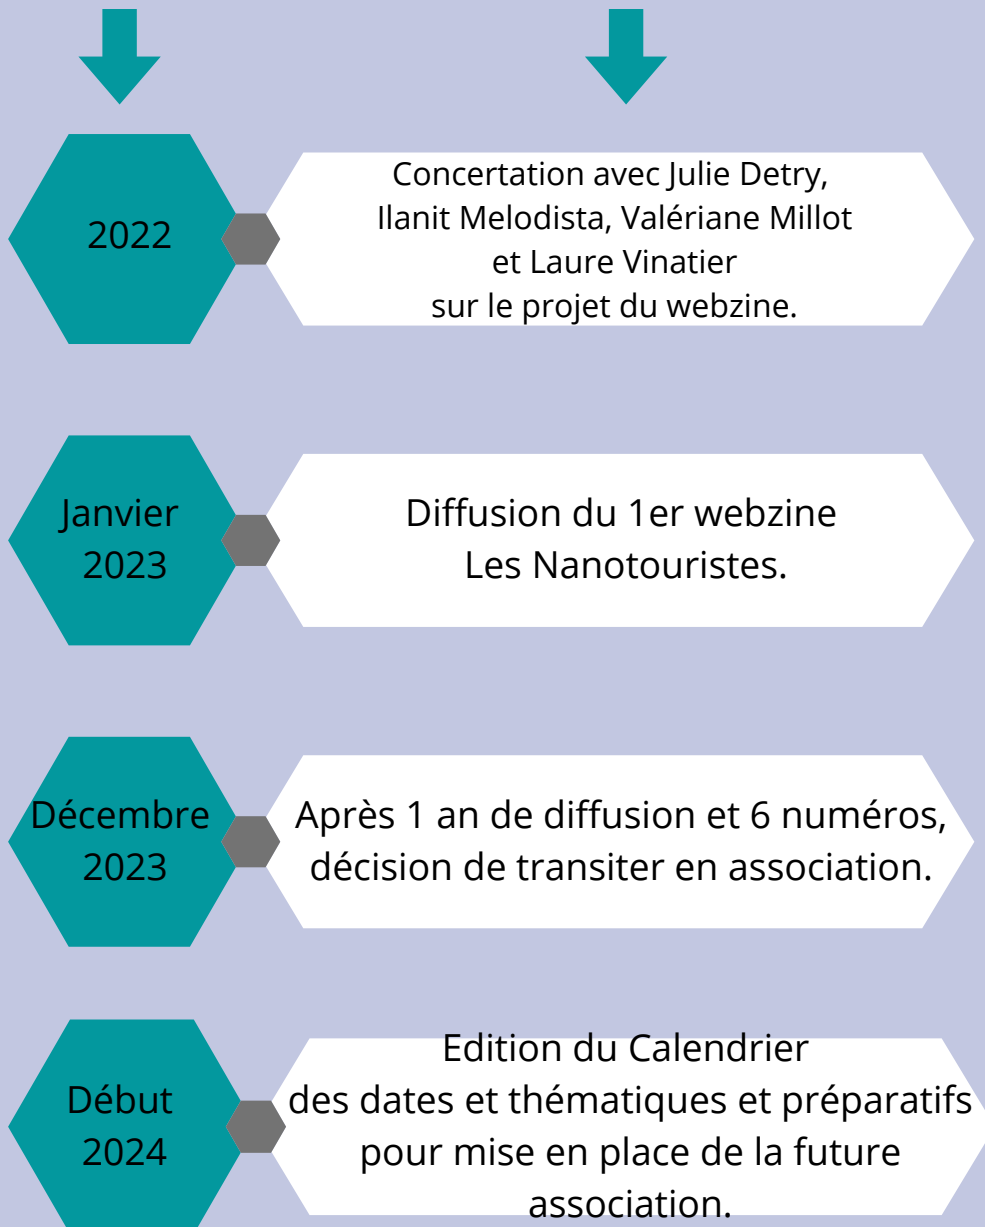 2022
Concertation avec Julie Detry,
Ilanit Melodista, Valériane Millot
et Laure Vinatier
sur le projet du webzine.
Janvier
2023
Diffusion du 1er webzine
Les Nanotouristes.
Décembre
2023
Après 1 an de diffusion et 6 numéros,
décision de transiter en association.
Début
2024
Edition du Calendrier
des dates et thématiques et préparatifs
pour mise en place de la future
association.